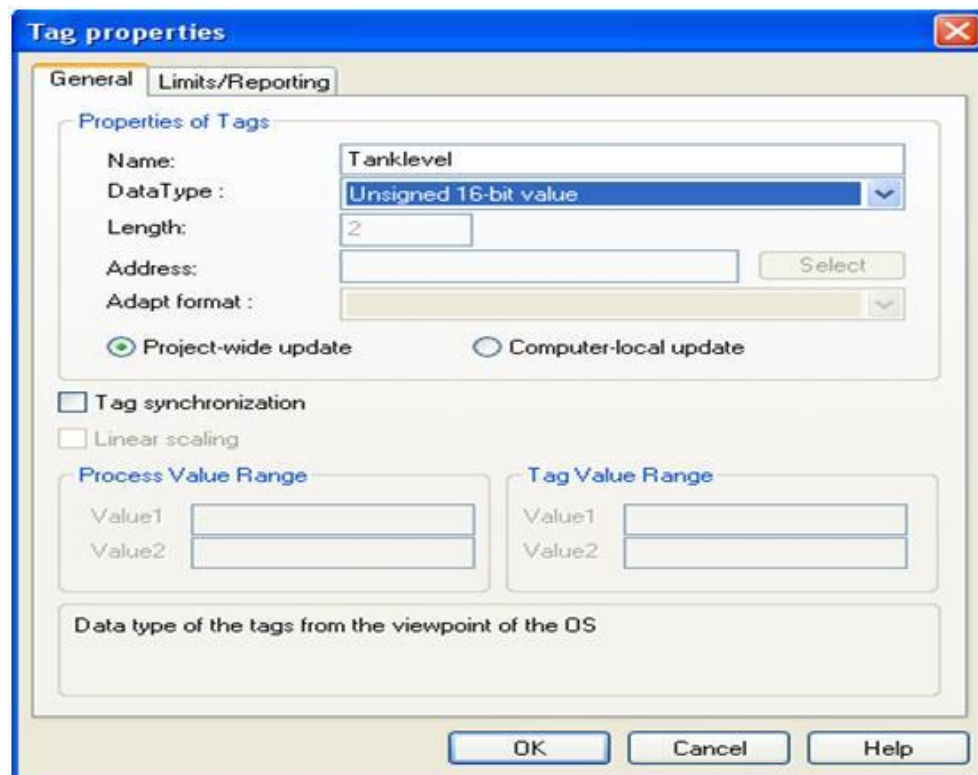 Tag properties
General Limits/Reporting
Properties of Tags
Name: Tanklevel
DataType : Unsigned 16-bit value
Length: 2
Address: Select
Adapt format :
Project-wide update Computer-local update
Tag synchronization
Linear scaling
Process Value Range Tag Value Range
Value1 Value1
Value2 Value2
Data type of the tags from the viewpoint of the OS
OK Cancel Help